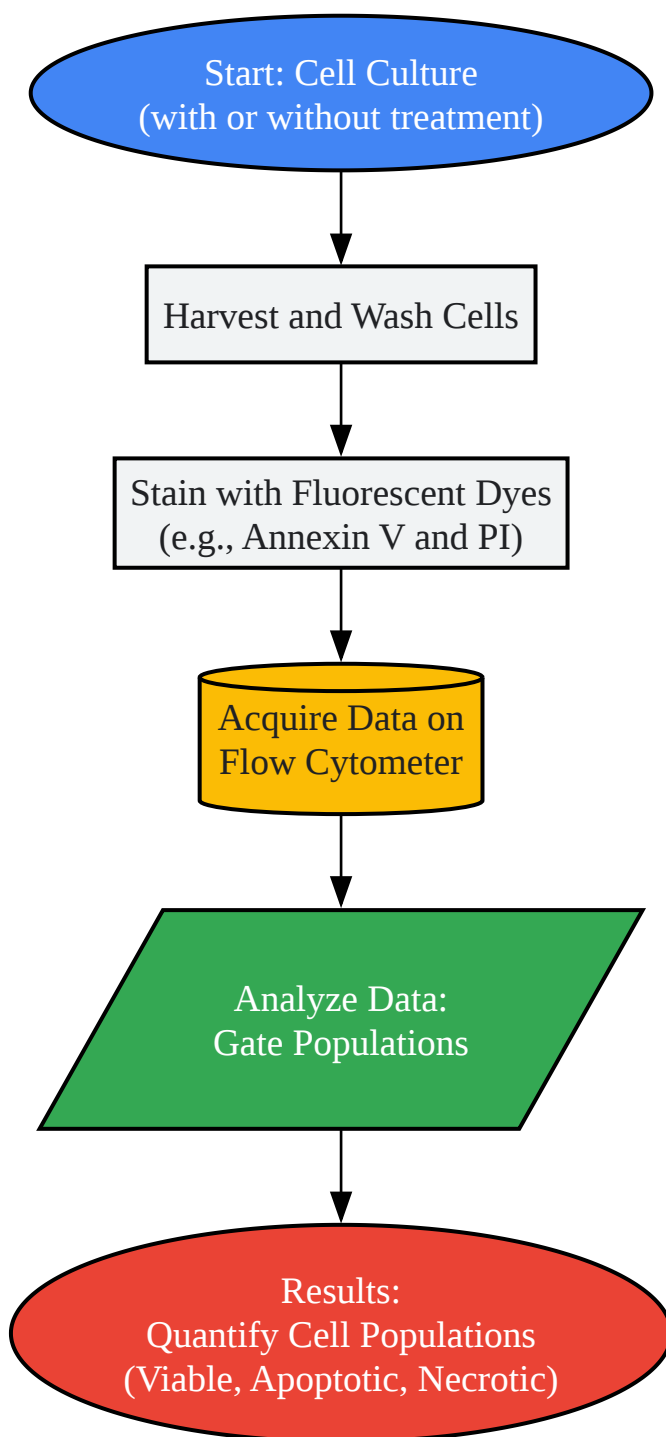 Start: Cell Culture
(with or without treatment)
Harvest and Wash Cells
Stain with Fluorescent Dyes
(e.g., Annexin V and PI)
Acquire Data on
Flow Cytometer
Analyze Data:
Gate Populations
Results:
Quantify Cell Populations
(Viable, Apoptotic, Necrotic)